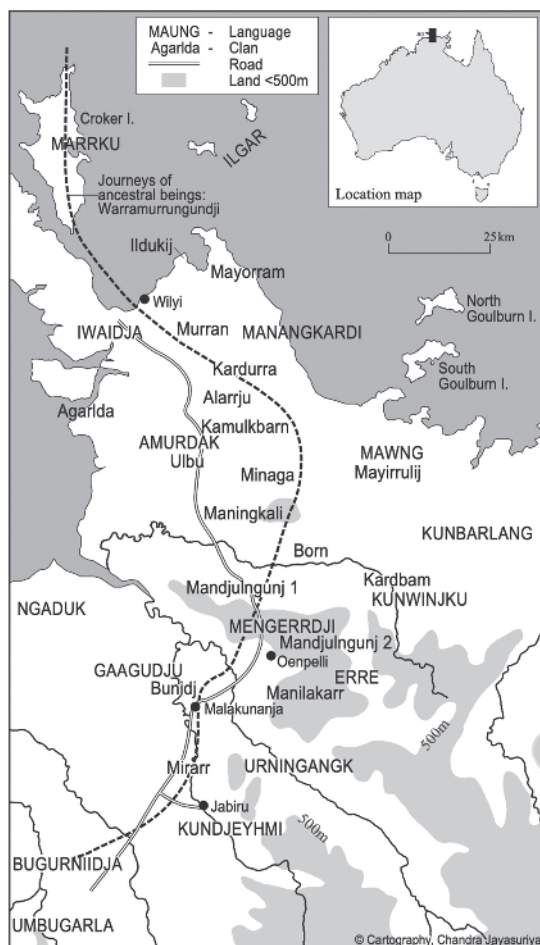 MAUNG - Language
Agarlda - Clan
Road
Land <500m
Location map
Croker I.
MARRKU
ILGAR
Journeys of
ancestral beings:
Warramurrungundji
25km
Ildukij
Mayorram
Wilyi
North
Goulburn I.
IWAIDJA
Murran
MANANGKARDI
Kardurra
South
Goulburn I.
Alarrju
Agarlda
Kamulkbarn
AMURDAK
Ulbu
MAWNG
Mayirrulij
Minaga
Maningkali
KUNBARLANG
Born
Mandjulngunj 1
Kardbam
KUNWINJKU
NGADUK
MENGERRDJI
Mandjulngunj 2
Oenpelli
GAAGUDJU
Bunidj
ERRE
Manilakarr
Malakunanja
500m
Mirarr
URNINGANGK
Jabiru
500m
KUNDJEYHMI
BUGURNIIDJA
UMBUGARLA
© Cartography, Chandra Jayasuriya